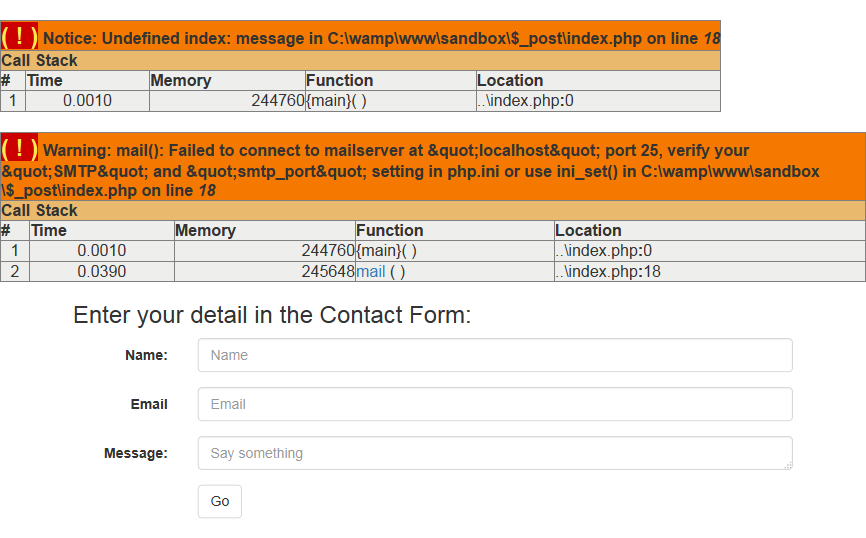 ( ! ) Notice: Undefined index: message in C:\wamp\www\sandbox\$_post\index.php on line 18
Call Stack
# Time Memory Function Location
1 0.0010 244760 {main}( ) ..\index.php:0
( ! ) Warning: mail(): Failed to connect to mailserver at &quot;localhost&quot; port 25, verify your
&quot;SMTP&quot; and &quot;smtp_port&quot; setting in php.ini or use ini_set() in C:\wamp\www\sandbox
\$_post\index.php on line 18
Call Stack
# Time Memory Function Location
1 0.0010 244760 {main}( ) ..\index.php:0
2 0.0390 245648 mail ( ) ..\index.php:18
Enter your detail in the Contact Form:
Name: Name
Email Email
Message: Say something
Go